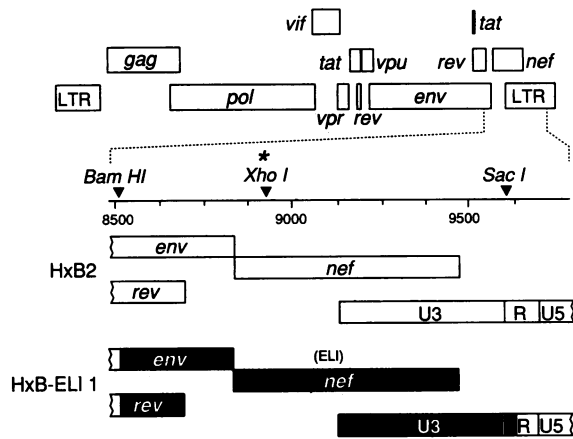 vif tat
gag tat vpu rev nef
LTR pol env LTR
vpr rev
*
Bam HI Xho I Sac I
8500 9000 9500
env
HxB2 nef
rev
U3 R U5
env (ELI)
HxB-ELI 1 nef
rev
U3 R U5